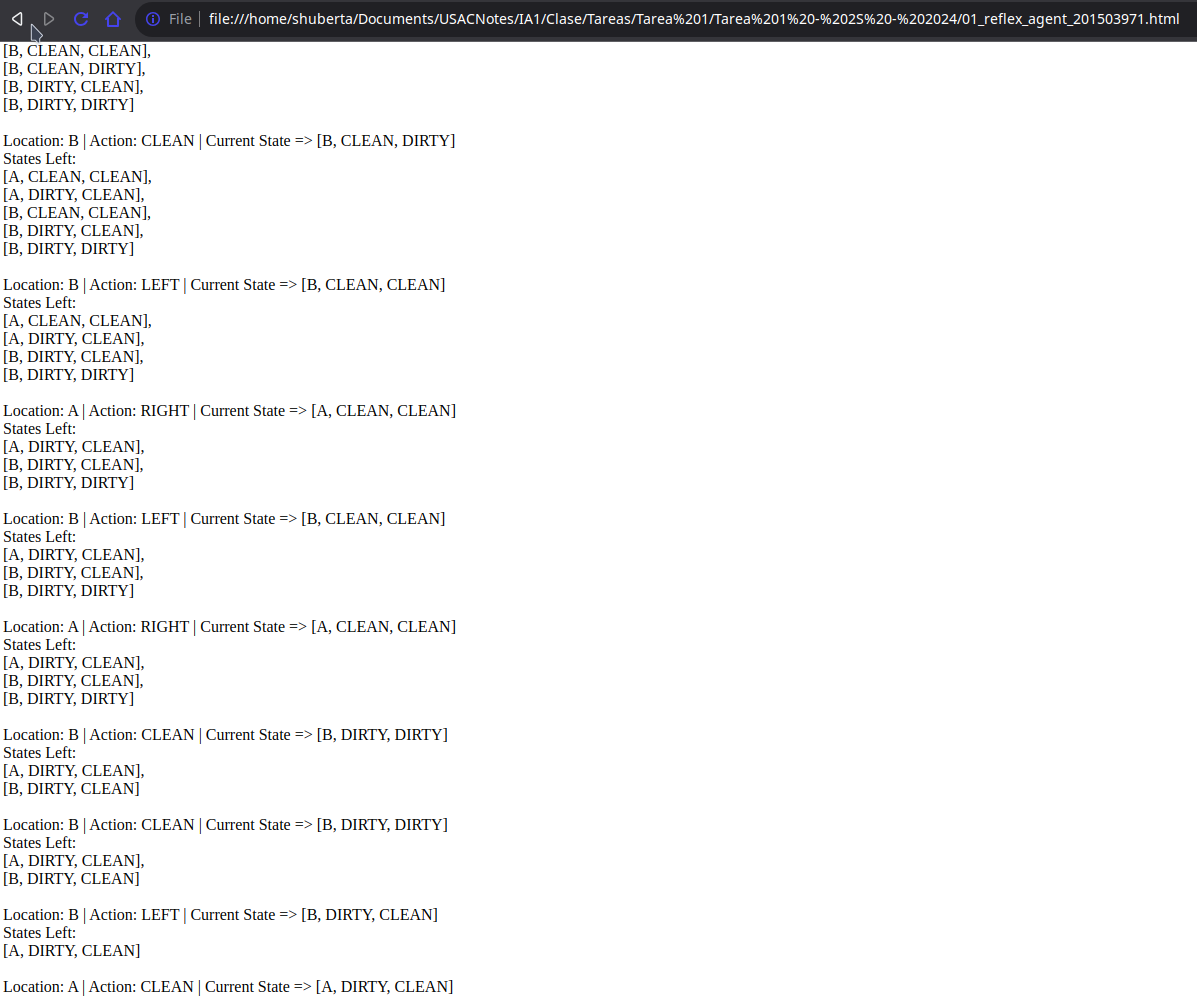 File file:///home/shuberta/Documents/USACNotes/IA1/Clase/Tareas/Tarea%201/Tarea%201%20-%202S%20-%202024/01_reflex_agent_201503971.html
[B, CLEAN, CLEAN],
[B, CLEAN, DIRTY],
[B, DIRTY, CLEAN],
[B, DIRTY, DIRTY]
Location: B | Action: CLEAN | Current State => [B, CLEAN, DIRTY]
States Left:
[A, CLEAN, CLEAN],
[A, DIRTY, CLEAN],
[B, CLEAN, CLEAN],
[B, DIRTY, CLEAN],
[B, DIRTY, DIRTY]
Location: B | Action: LEFT | Current State => [B, CLEAN, CLEAN]
States Left:
[A, CLEAN, CLEAN],
[A, DIRTY, CLEAN],
[B, DIRTY, CLEAN],
[B, DIRTY, DIRTY]
Location: A | Action: RIGHT | Current State => [A, CLEAN, CLEAN]
States Left:
[A, DIRTY, CLEAN],
[B, DIRTY, CLEAN],
[B, DIRTY, DIRTY]
Location: B | Action: LEFT | Current State => [B, CLEAN, CLEAN]
States Left:
[A, DIRTY, CLEAN],
[B, DIRTY, CLEAN],
[B, DIRTY, DIRTY]
Location: A | Action: RIGHT | Current State => [A, CLEAN, CLEAN]
States Left:
[A, DIRTY, CLEAN],
[B, DIRTY, CLEAN],
[B, DIRTY, DIRTY]
Location: B | Action: CLEAN | Current State => [B, DIRTY, DIRTY]
States Left:
[A, DIRTY, CLEAN],
[B, DIRTY, CLEAN]
Location: B | Action: CLEAN | Current State => [B, DIRTY, DIRTY]
States Left:
[A, DIRTY, CLEAN],
[B, DIRTY, CLEAN]
Location: B | Action: LEFT | Current State => [B, DIRTY, CLEAN]
States Left:
[A, DIRTY, CLEAN]
Location: A | Action: CLEAN | Current State => [A, DIRTY, CLEAN]